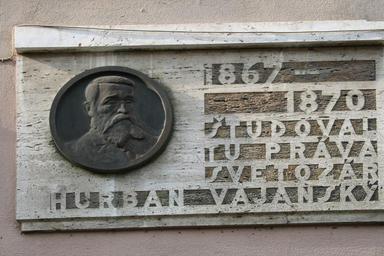 1867
1870
ŠTUDOVAL
TU PRÁVA
SVETOZÁR
HURBAN VAJANSKÝ